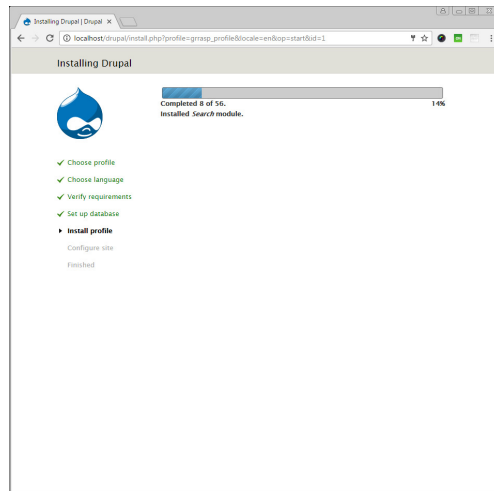 Installing Drupal | Drupal
localhost/drupal/install.php?profile=grrasp_profile&locale=en&op=start&id=1
Installing Drupal
Completed 8 of 56.
14%
Installed Search module.
Choose profile
Choose language
Verify requirements
Set up database
Install profile
Configure site
Finished